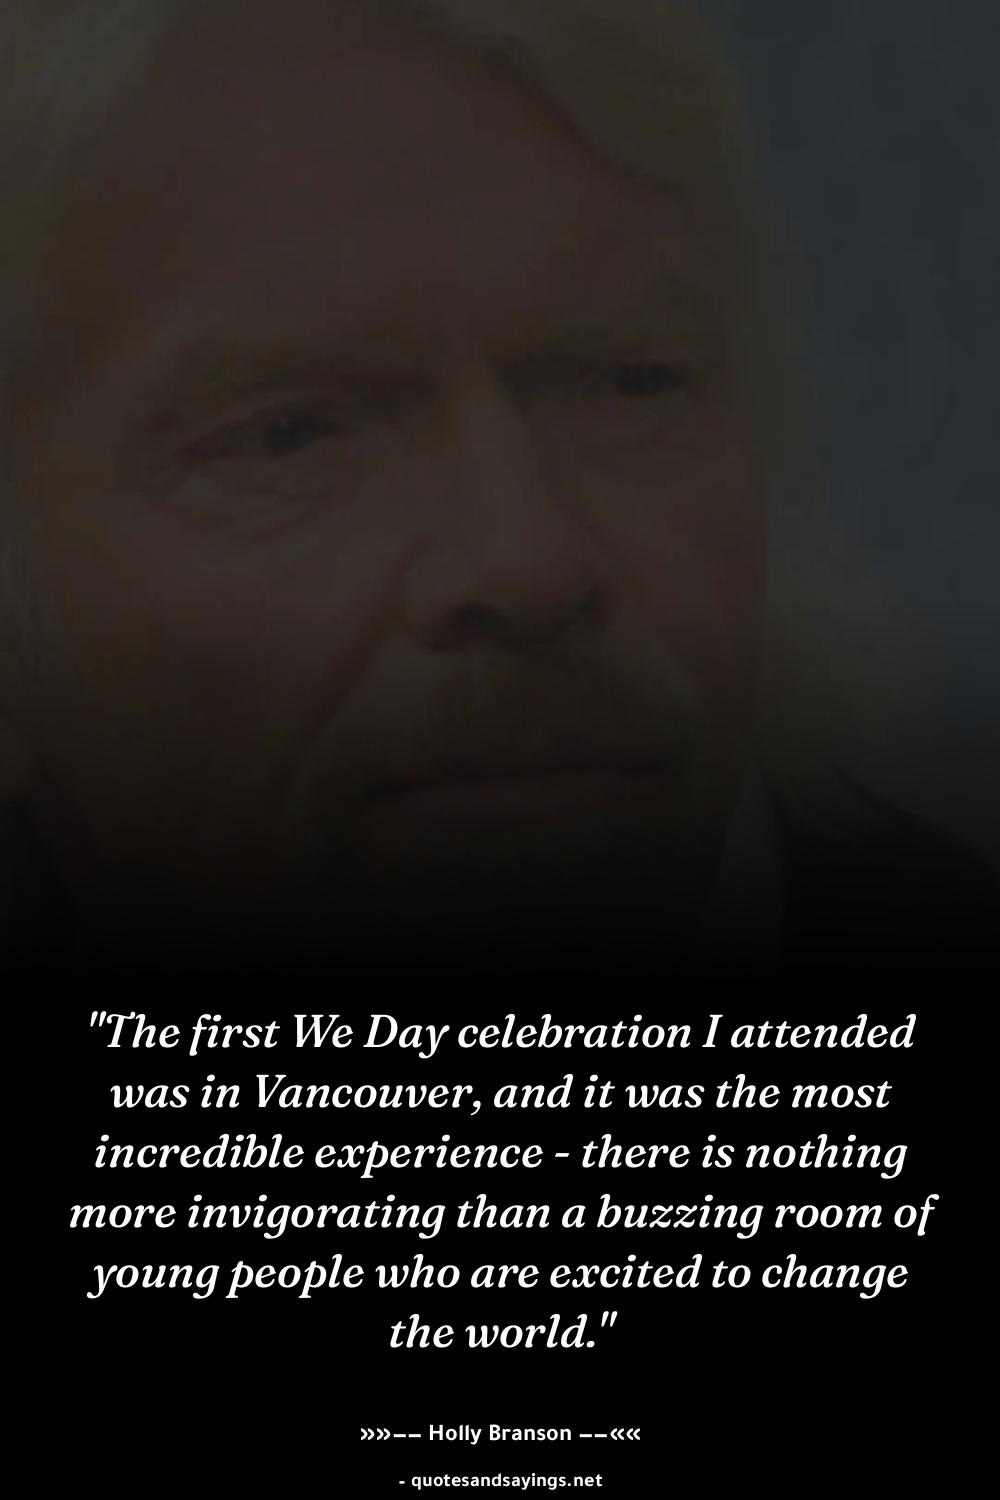 "The first We Day celebration I attended
was in Vancouver, and it was the most
incredible experience - there is nothing
more invigorating than a buzzing room of
young people who are excited to change
the world."
»»–– Holly Branson ––««
- quotesandsayings.net